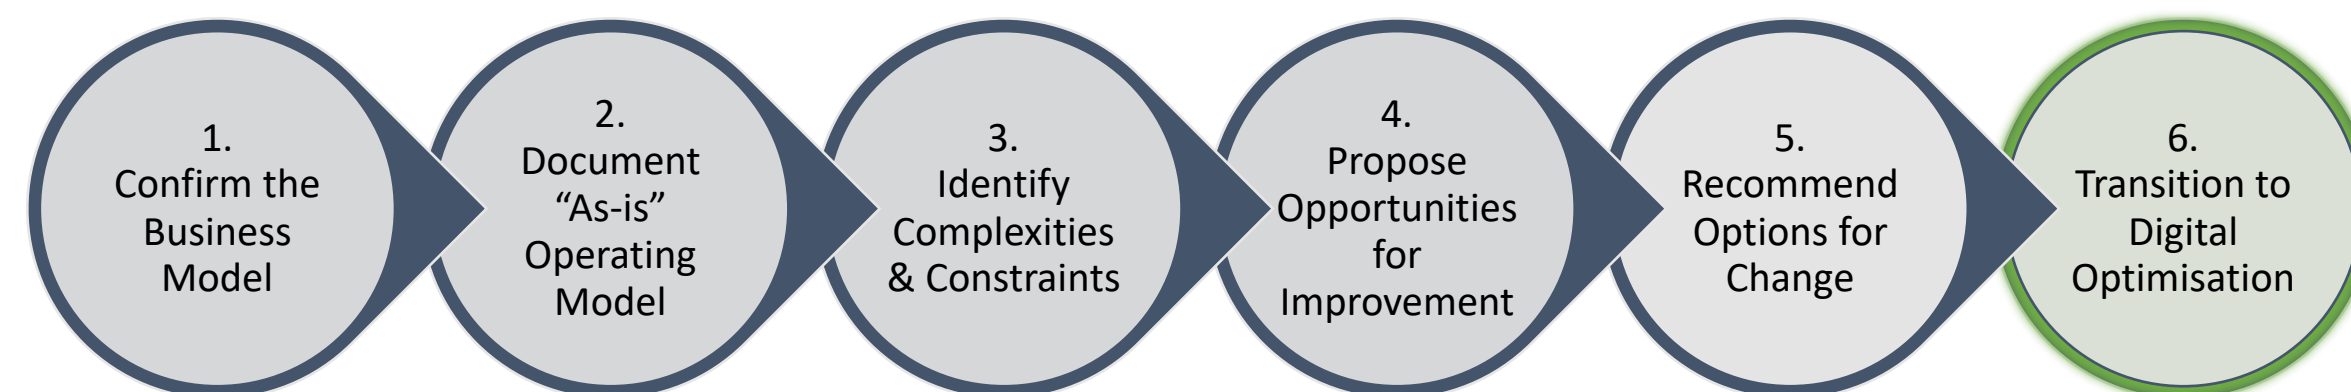 1.
Confirm the
Business
Model
2.
Document
“As-is”
Operating
Model
3.
Identify
Complexities
& Constraints
4.
Propose
Opportunities
for
Improvement
5.
Recommend
Options for
Change
6.
Transition to
Digital
Optimisation